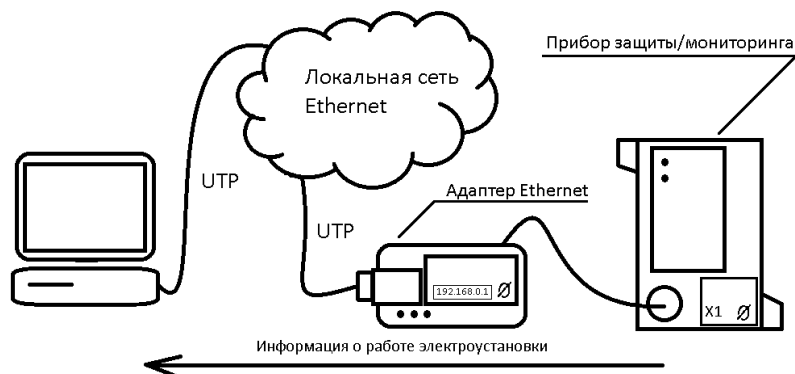 Прибор защиты/мониторинга
Локальная сеть
Ethernet
UTP
Адаптер Ethernet
UTP
192.168.0.1
X1
Информация о работе электроустановки